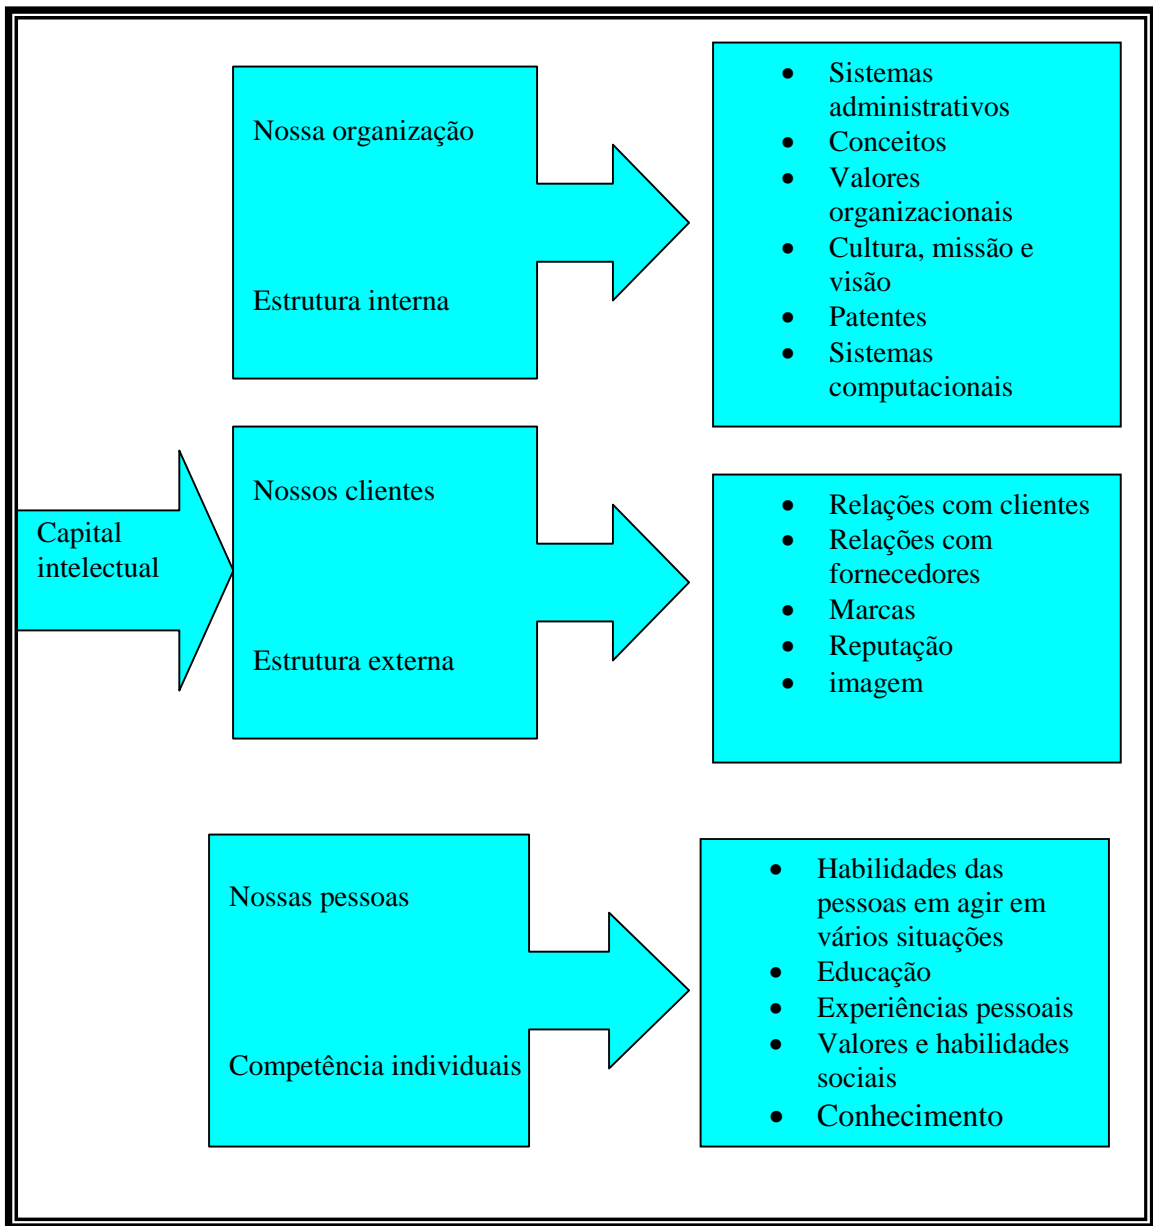 Nossa organização
Estrutura interna
• Sistemas
administrativos
• Conceitos
• Valores
organizacionais
• Cultura, missão e
visão
• Patentes
• Sistemas
computacionais
Capital
intelectual
Nossos clientes
Estrutura externa
• Relações com clientes
• Relações com
fornecedores
• Marcas
• Reputação
• imagem
Nossas pessoas
Competência individuais
• Habilidades das
pessoas em agir em
vários situações
• Educação
• Experiências pessoais
• Valores e habilidades
sociais
• Conhecimento